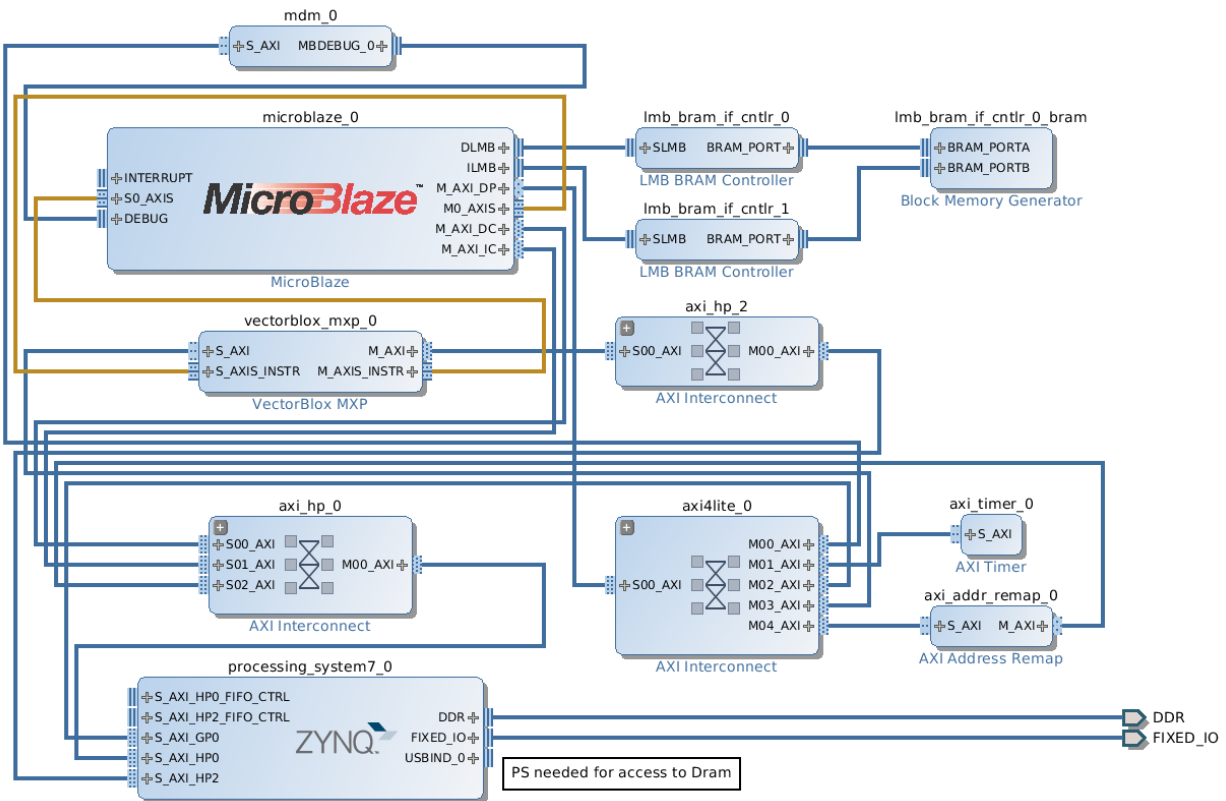 mdm_0
S_AXI MBDEBUG_0
microblaze_0
INTERRUPT
S0_AXIS
DEBUG
MicroBlaze™
DLMB
ILMB
M_AXI_DP
M0_AXIS
M_AXI_DC
M_AXI_IC
MicroBlaze
lmb_bram_if_cntlr_0
SLMB BRAM_PORT
LMB BRAM Controller
lmb_bram_if_cntlr_0_bram
BRAM_PORTA
BRAM_PORTB
Block Memory Generator
lmb_bram_if_cntlr_1
SLMB BRAM_PORT
LMB BRAM Controller
vectorblox_mxp_0
S_AXI M_AXI
S_AXIS_INSTR M_AXIS_INSTR
VectorBlox MXP
axi_hp_2
S00_AXI M00_AXI
AXI Interconnect
axi_hp_0
S00_AXI
S01_AXI M00_AXI
S02_AXI
AXI Interconnect
axi4lite_0
S00_AXI
M00_AXI
M01_AXI
M02_AXI
M03_AXI
M04_AXI
AXI Interconnect
axi_timer_0
S_AXI
AXI Timer
axi_addr_remap_0
S_AXI M_AXI
AXI Address Remap
processing_system7_0
S_AXI_HP0_FIFO_CTRL
S_AXI_HP2_FIFO_CTRL
S_AXI_GP0
S_AXI_HP0
S_AXI_HP2
ZYNQ
DDR
FIXED_IO
USBIND_0
PS needed for access to Dram
DDR
FIXED_IO